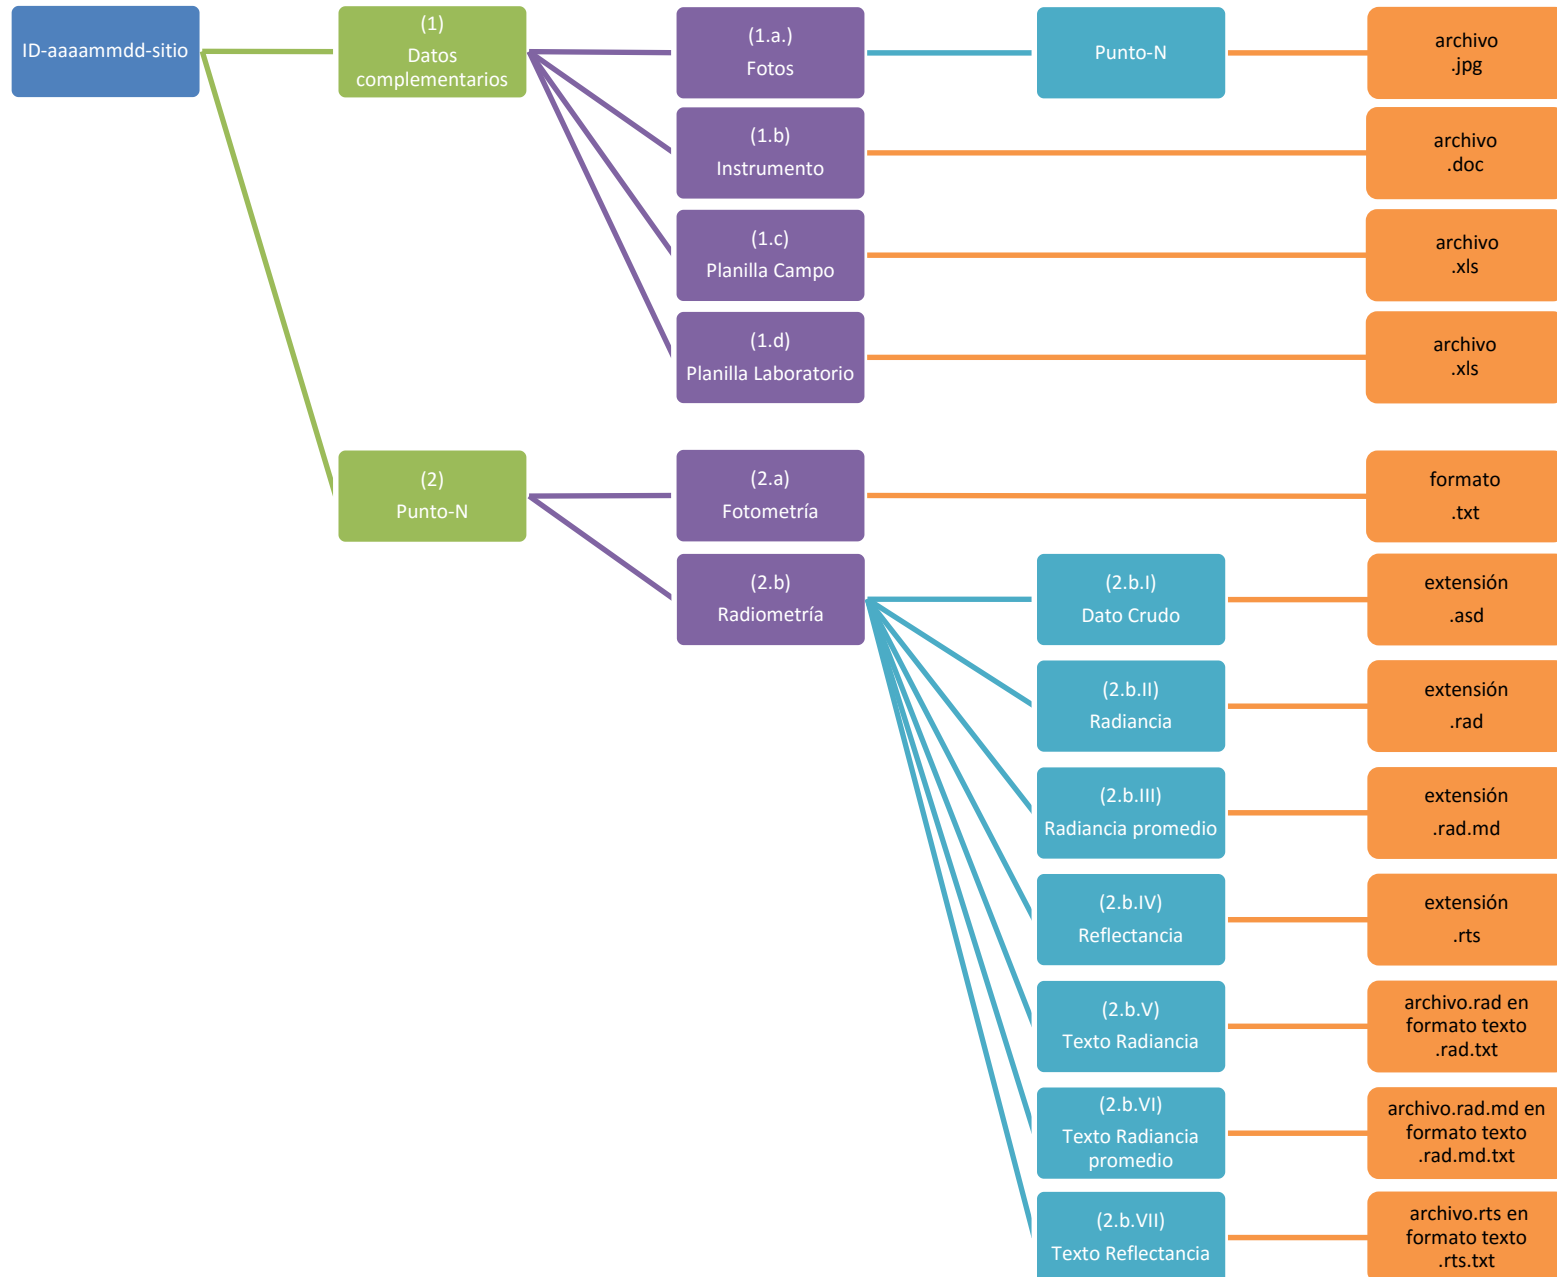 ID-aaaammdd-sitio
(1)
Datos
complementarios
(1.a.)
Fotos
Punto-N
archivo
.jpg
(1.b)
Instrumento
archivo
.doc
(1.c)
Planilla Campo
archivo
.xls
(1.d)
Planilla Laboratorio
archivo
.xls
(2)
Punto-N
(2.a)
Fotometría
formato
.txt
(2.b)
Radiometría
(2.b.I)
Dato Crudo
extensión
.asd
(2.b.II)
Radiancia
extensión
.rad
(2.b.III)
Radiancia promedio
extensión
.rad.md
(2.b.IV)
Reflectancia
extensión
.rts
(2.b.V)
Texto Radiancia
archivo.rad en
formato texto
.rad.txt
(2.b.VI)
Texto Radiancia
promedio
archivo.rad.md en
formato texto
.rad.md.txt
(2.b.VII)
Texto Reflectancia
archivo.rts en
formato texto
.rts.txt